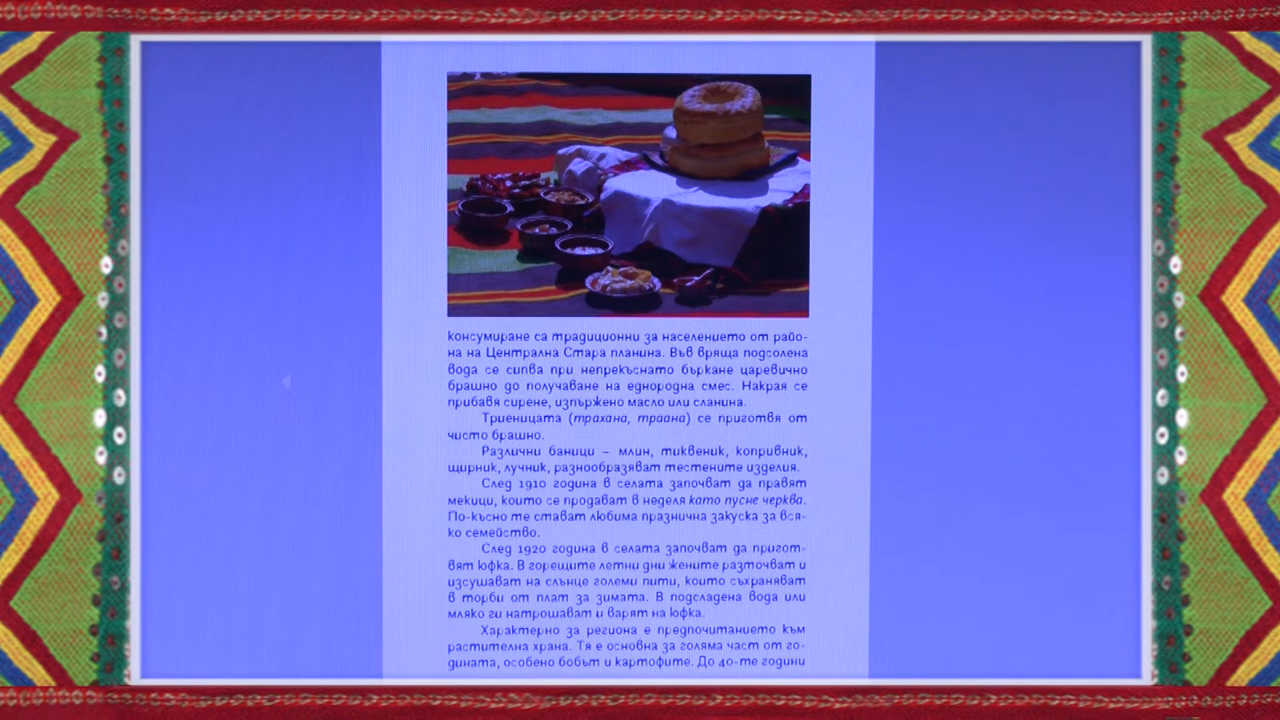 консумиране са традиционни за населението от райо-
на на Централна Стара планина. Във вряща подсолена
вода се сипва при непрекъснато бъркане царевично
брашно до получаване на еднородна смес. Накрая се
прибавя сирене, изпържено масло или сланина.
Триеницата (трахана, траана) се приготвя от
чисто брашно.
Различни баници – млин, тиквеник, копривник,
щирник, лучник, разнообразяват тестените изделия.
След 1910 година в селата започват да правят
мекици, които се продават в неделя като пусне черква.
По-късно те стават любима празнична закуска за вся-
ко семейство.
След 1920 година в селата започват да пригот-
вят юфка. В горещите летни дни жените разточват и
изсушават на слънце големи пити, които съхраняват
в торби от плат за зимата. В подсладена вода или
мляко ги натрошават и варят на юфка.
Характерно за региона е предпочитанието към
растителна храна. Тя е основна за голяма част от го-
дината, особено бобът и картофите. До 40-те години